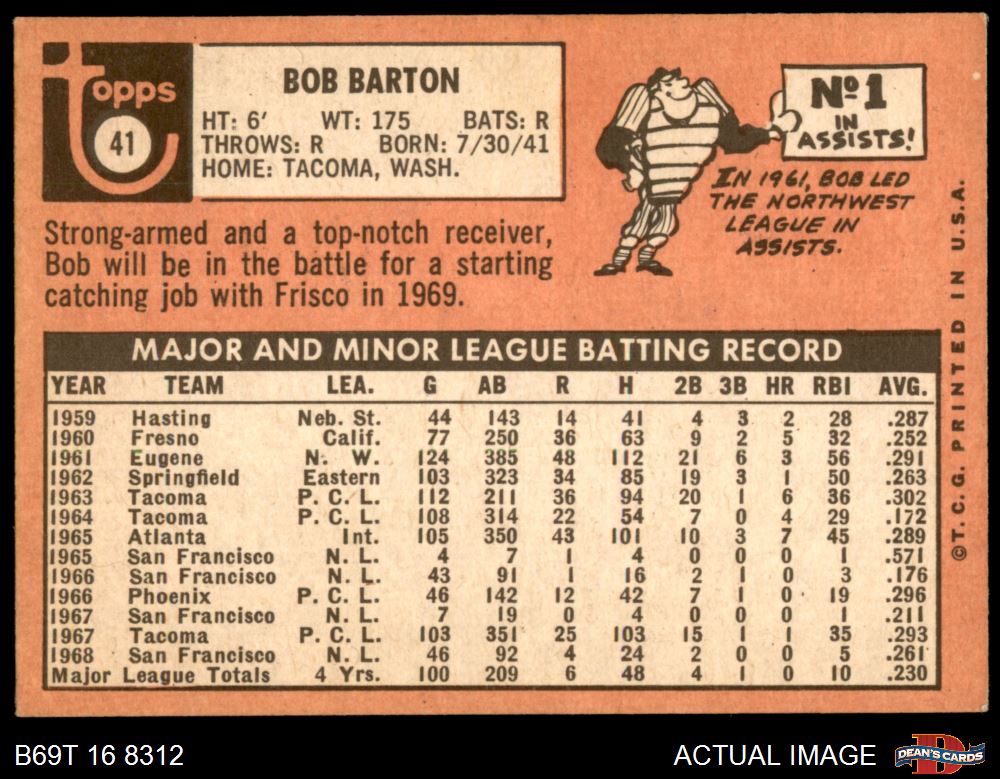 topps
41
BOB BARTON
HT: 6' WT: 175 BATS: R
THROWS: R BORN: 7/30/41
HOME: TACOMA, WASH.
Nº1
IN
ASSISTS!
IN 1961, BOB LED
THE NORTHWEST
LEAGUE IN
ASSISTS.
Strong-armed and a top-notch receiver,
Bob will be in the battle for a starting
catching job with Frisco in 1969.
MAJOR AND MINOR LEAGUE BATTING RECORD
YEAR TEAM LEA. G AB R H 2B 3B HR RBI AVG.
1959 Hasting Neb. St. 44 143 14 41 4 3 2 28 .287
1960 Fresno Calif. 77 250 36 63 9 2 5 32 .252
1961 Eugene N. W. 124 385 48 112 21 6 3 56 .291
1962 Springfield Eastern 103 323 34 85 19 3 1 50 .263
1963 Tacoma P. C. L. 112 211 36 94 20 1 6 36 .302
1964 Tacoma P. C. L. 108 314 22 54 7 0 4 29 .172
1965 Atlanta Int. 105 350 43 101 10 3 7 45 .289
1965 San Francisco N. L. 4 7 1 4 0 0 0 1 .571
1966 San Francisco N. L. 43 91 1 16 2 1 0 3 .176
1966 Phoenix P. C. L. 46 142 12 42 7 1 0 19 .296
1967 San Francisco N. L. 7 19 0 4 0 0 0 1 .211
1967 Tacoma P. C. L. 103 351 25 103 15 1 1 35 .293
1968 San Francisco N. L. 46 92 4 24 2 0 0 5 .261
Major League Totals 4 Yrs. 100 209 6 48 4 1 0 10 .230
©T.C.G. PRINTED IN U.S.A.
B69T 16 8312
ACTUAL IMAGE
DEAN'S CARDS